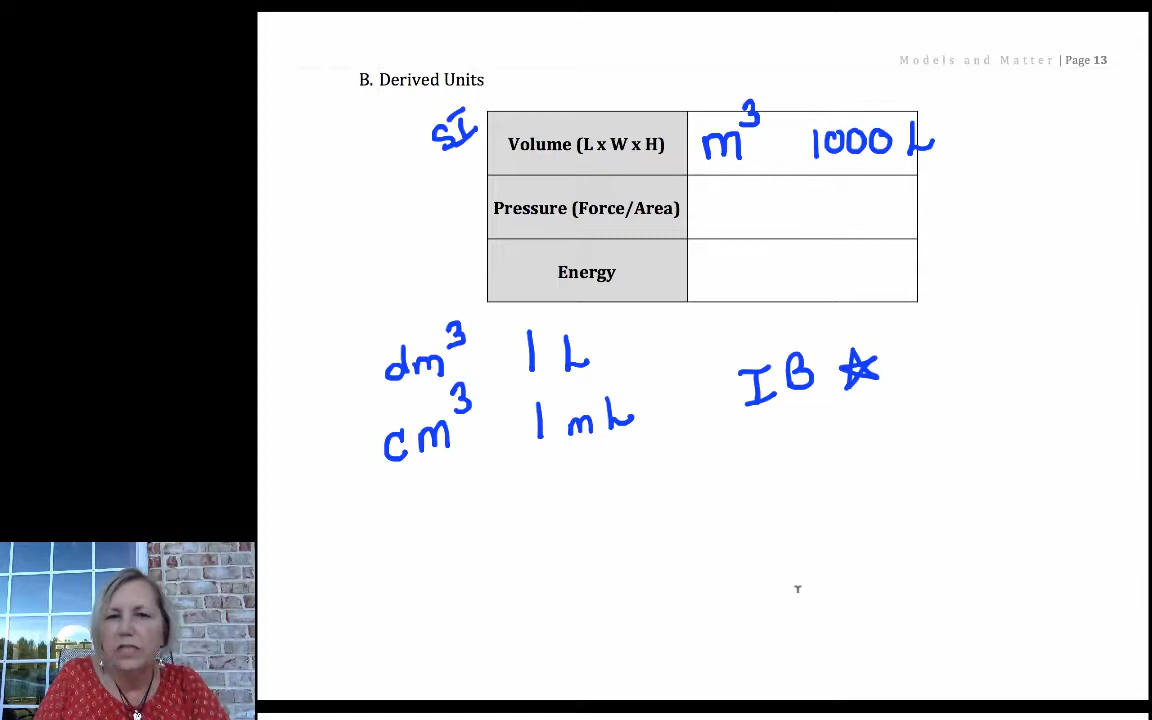 Models and Matter | Page 13
B. Derived Units
SI
Volume (L x W x H) m³ 1000 L
Pressure (Force/Area)
Energy
dm³ 1 L
cm³ 1 mL
IB ☆